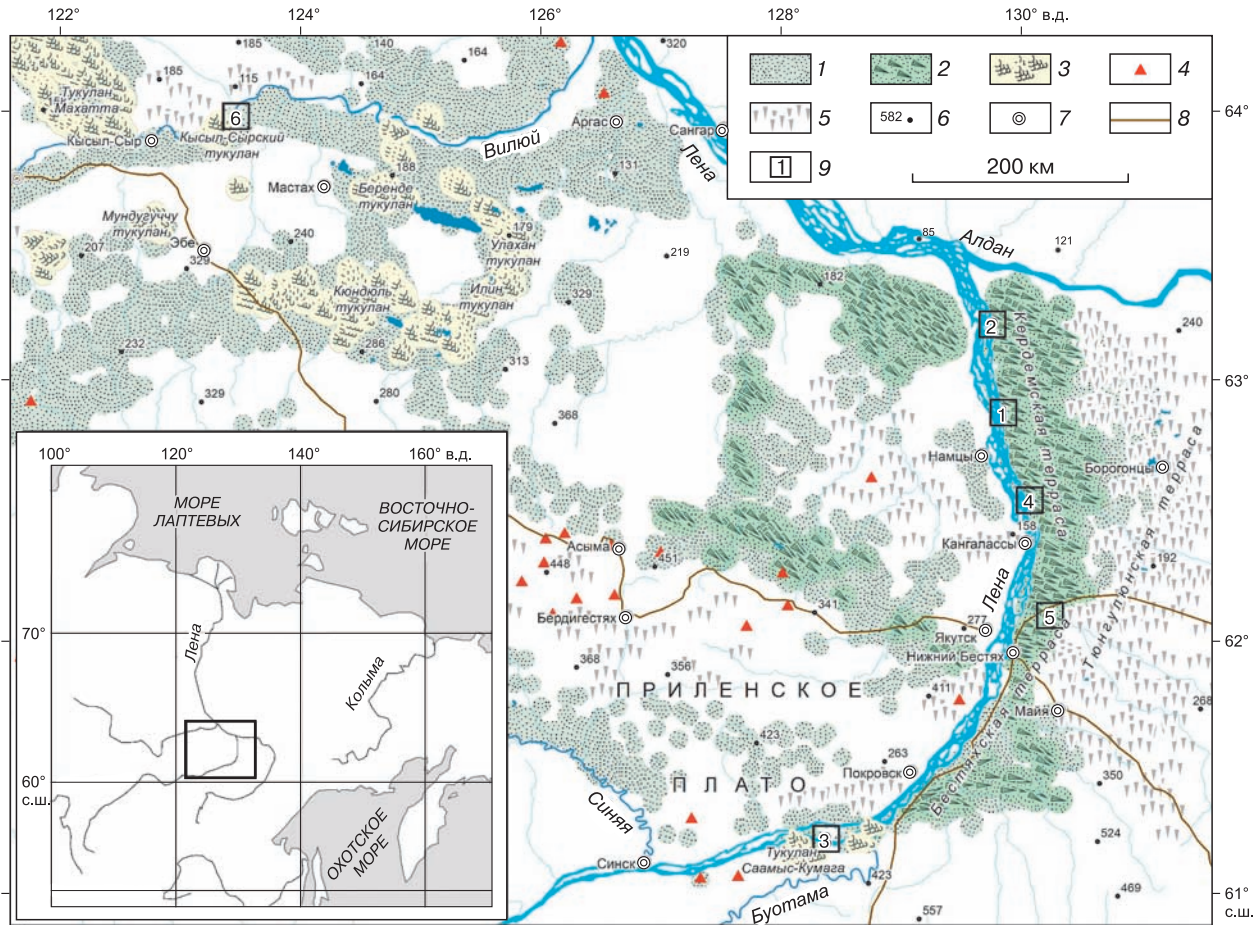 122°
124°
126°
128°
130° в.д.
185
140
164
320
185
115
164
Тукулан
Махатта
6
Кысыл-Сыр
Кысыл-Сырский
тукулан
Вилюй
Аргас
Сангар
Лена
1
2
3
4
5
582
6
7
8
1
9
200 км
64°
131
188
Мастах
Беренде
тукулан
Мундугуччу
тукулан
179
Улахан
тукулан
Эбе
207
240
329
219
85
Алдан
121
182
Кюндюль
тукулан
Илин
тукулан
329
232
286
313
2
240
Кердемская терраса
63°
329
280
368
1
Намцы
Борогонцы
4
158
Кангалассы
Тюнгулюнская терраса
192
100°
120°
140°
160° в.д.
МОРЕ
ЛАПТЕВЫХ
ВОСТОЧНО-
СИБИРСКОЕ
МОРЕ
70°
Лена
Колыма
60°
с.ш.
ОХОТСКОЕ
МОРЕ
Асыма
448
451
Бердигестях
341
277
Якутск
Лена
5
62°
Нижний Бестях
368
356
ПРИЛЕНСКОЕ
411
Майя
268
Бестяхская терраса
423
263
ПЛАТО
Покровск
350
Синяя
524
3
Синск
Тукулан
Саамыс-Кумага
423
Буотама
469
557
61°
с.ш.